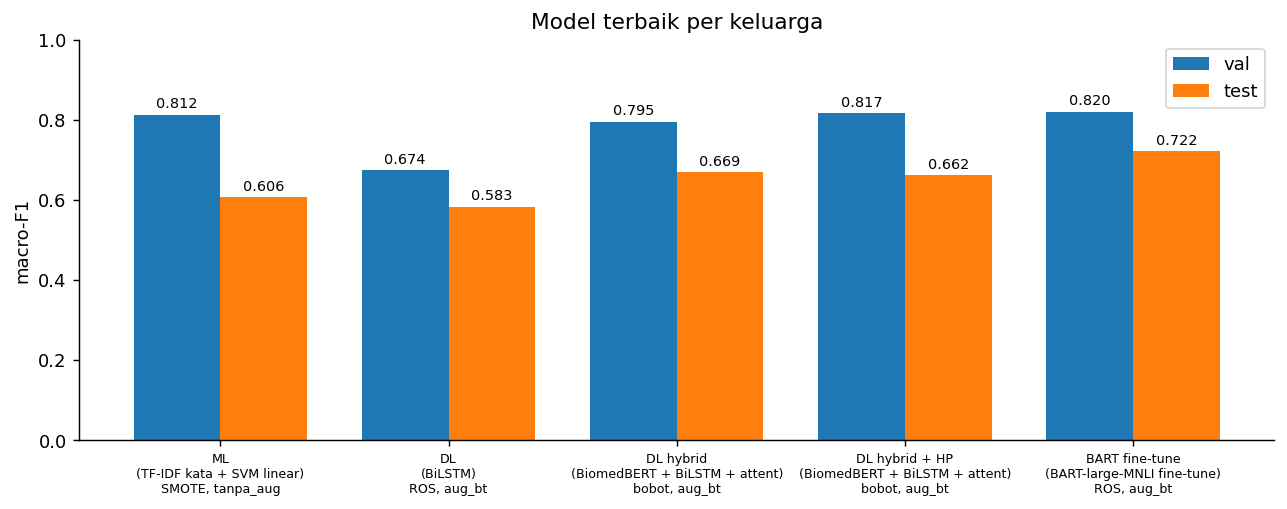 Model terbaik per keluarga
macro-F1
1.0
0.8
0.6
0.4
0.2
0.0
val
test
0.812
0.606
0.674
0.583
0.795
0.669
0.817
0.662
0.820
0.722
ML
(TF-IDF kata + SVM linear)
SMOTE, tanpa_aug
DL
(BiLSTM)
ROS, aug_bt
DL hybrid
(BiomedBERT + BiLSTM + attent)
bobot, aug_bt
DL hybrid + HP
(BiomedBERT + BiLSTM + attent)
bobot, aug_bt
BART fine-tune
(BART-large-MNLI fine-tune)
ROS, aug_bt